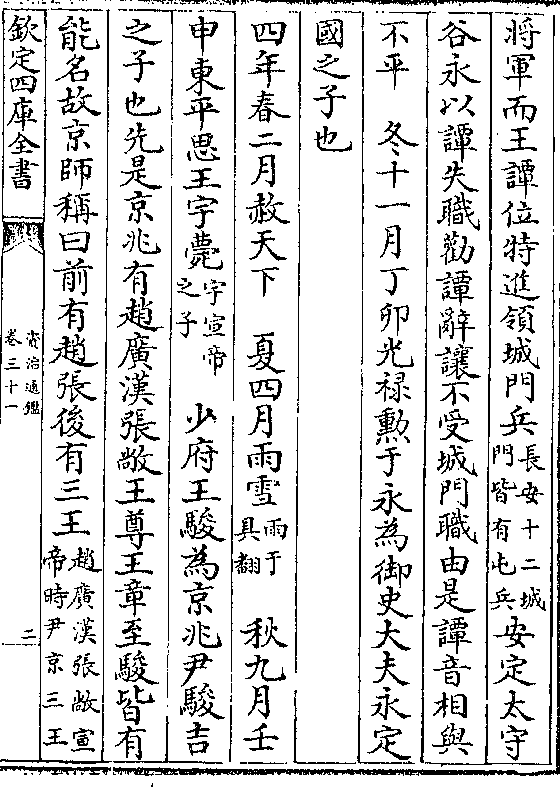 將軍而王譚位特進領城門兵長安十二城門皆有屯兵安定太守
谷永以譚失職勸譚辭讓不受城門職由是譚音相與
不平 冬十一月丁卯光禄勲于永為御史大夫永定
國之子也
四年春二月赦天下 夏四月雨雪雨于具翻 秋九月壬
申東平思王宇薨宇宣帝之子 少府王駿為京兆尹駿吉
之子也先是京兆有趙廣漢張敞王尊王章至駿皆有
能名故京師稱曰前有趙張後有三王趙廣漢張敞宣帝時尹京三王
欽定四庫全書
資治通鑑
卷三十一
二